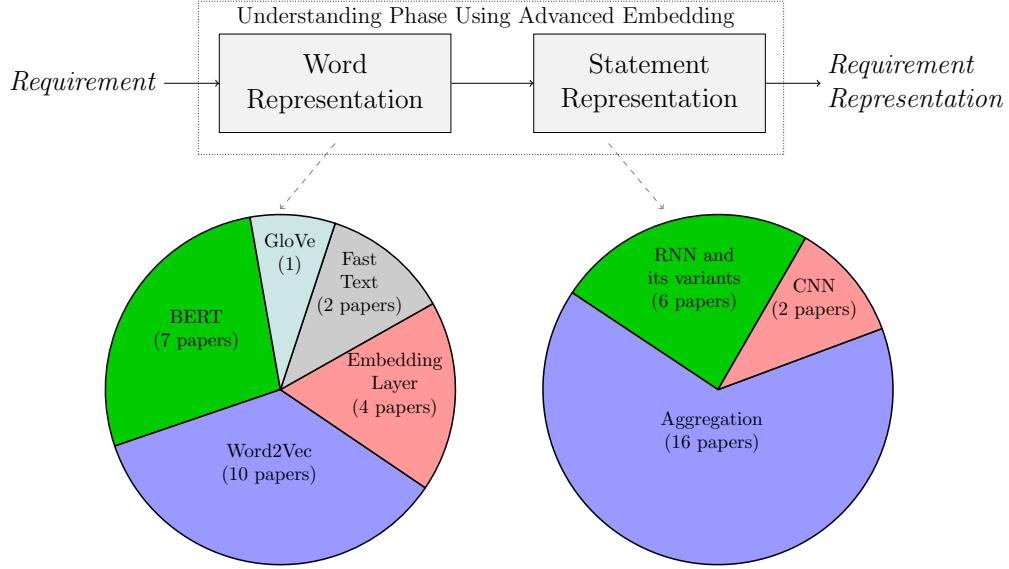 Understanding Phase Using Advanced Embedding
Requirement
Word
Representation
Statement
Representation
Requirement
Representation
GloVe
(1)
Fast
Text
(2 papers)
BERT
(7 papers)
Embedding
Layer
(4 papers)
Word2Vec
(10 papers)
RNN and
its variants
(6 papers)
CNN
(2 papers)
Aggregation
(16 papers)